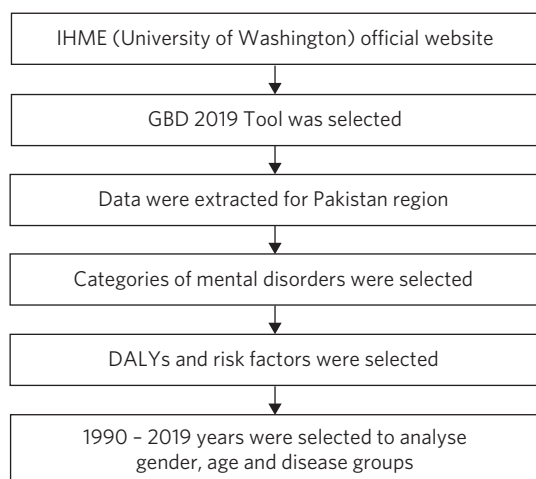 IHME (University of Washington) official website
GBD 2019 Tool was selected
Data were extracted for Pakistan region
Categories of mental disorders were selected
DALYs and risk factors were selected
1990 – 2019 years were selected to analyse
gender, age and disease groups